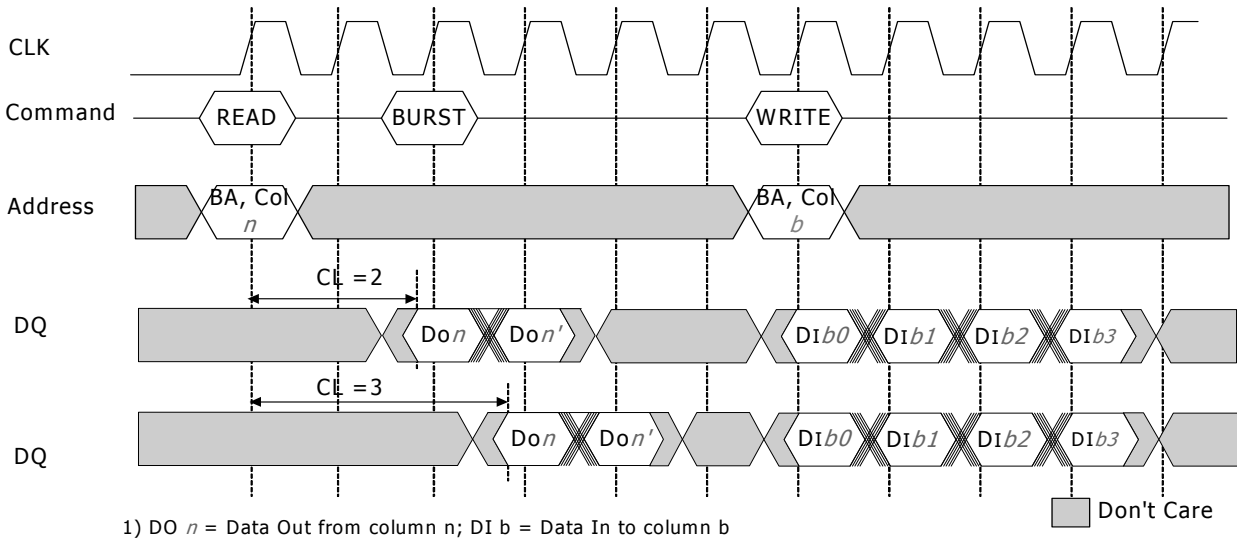 CLK
Command READ BURST WRITE
Address BA, Col BA, Col
n b
CL =2
DQ Don Don' DIb0 DIb1 DIb2 DIb3
CL =3
DQ Don Don' DIb0 DIb1 DIb2 DIb3
Don't Care
1) DO n = Data Out from column n; DI b = Data In to column b